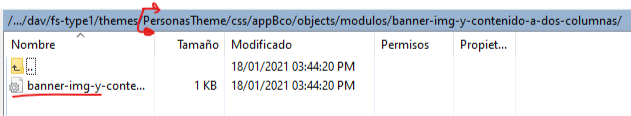 /.../dav/fs-type1/themes/PersonasTheme/css/appBco/objects/modulos/banner-img-y-contenido-a-dos-columnas/
Nombre Tamaño Modificado Permisos Propiet...
.. 18/01/2021 03:44:20 PM
banner-img-y-conte... 1 KB 18/01/2021 03:44:20 PM